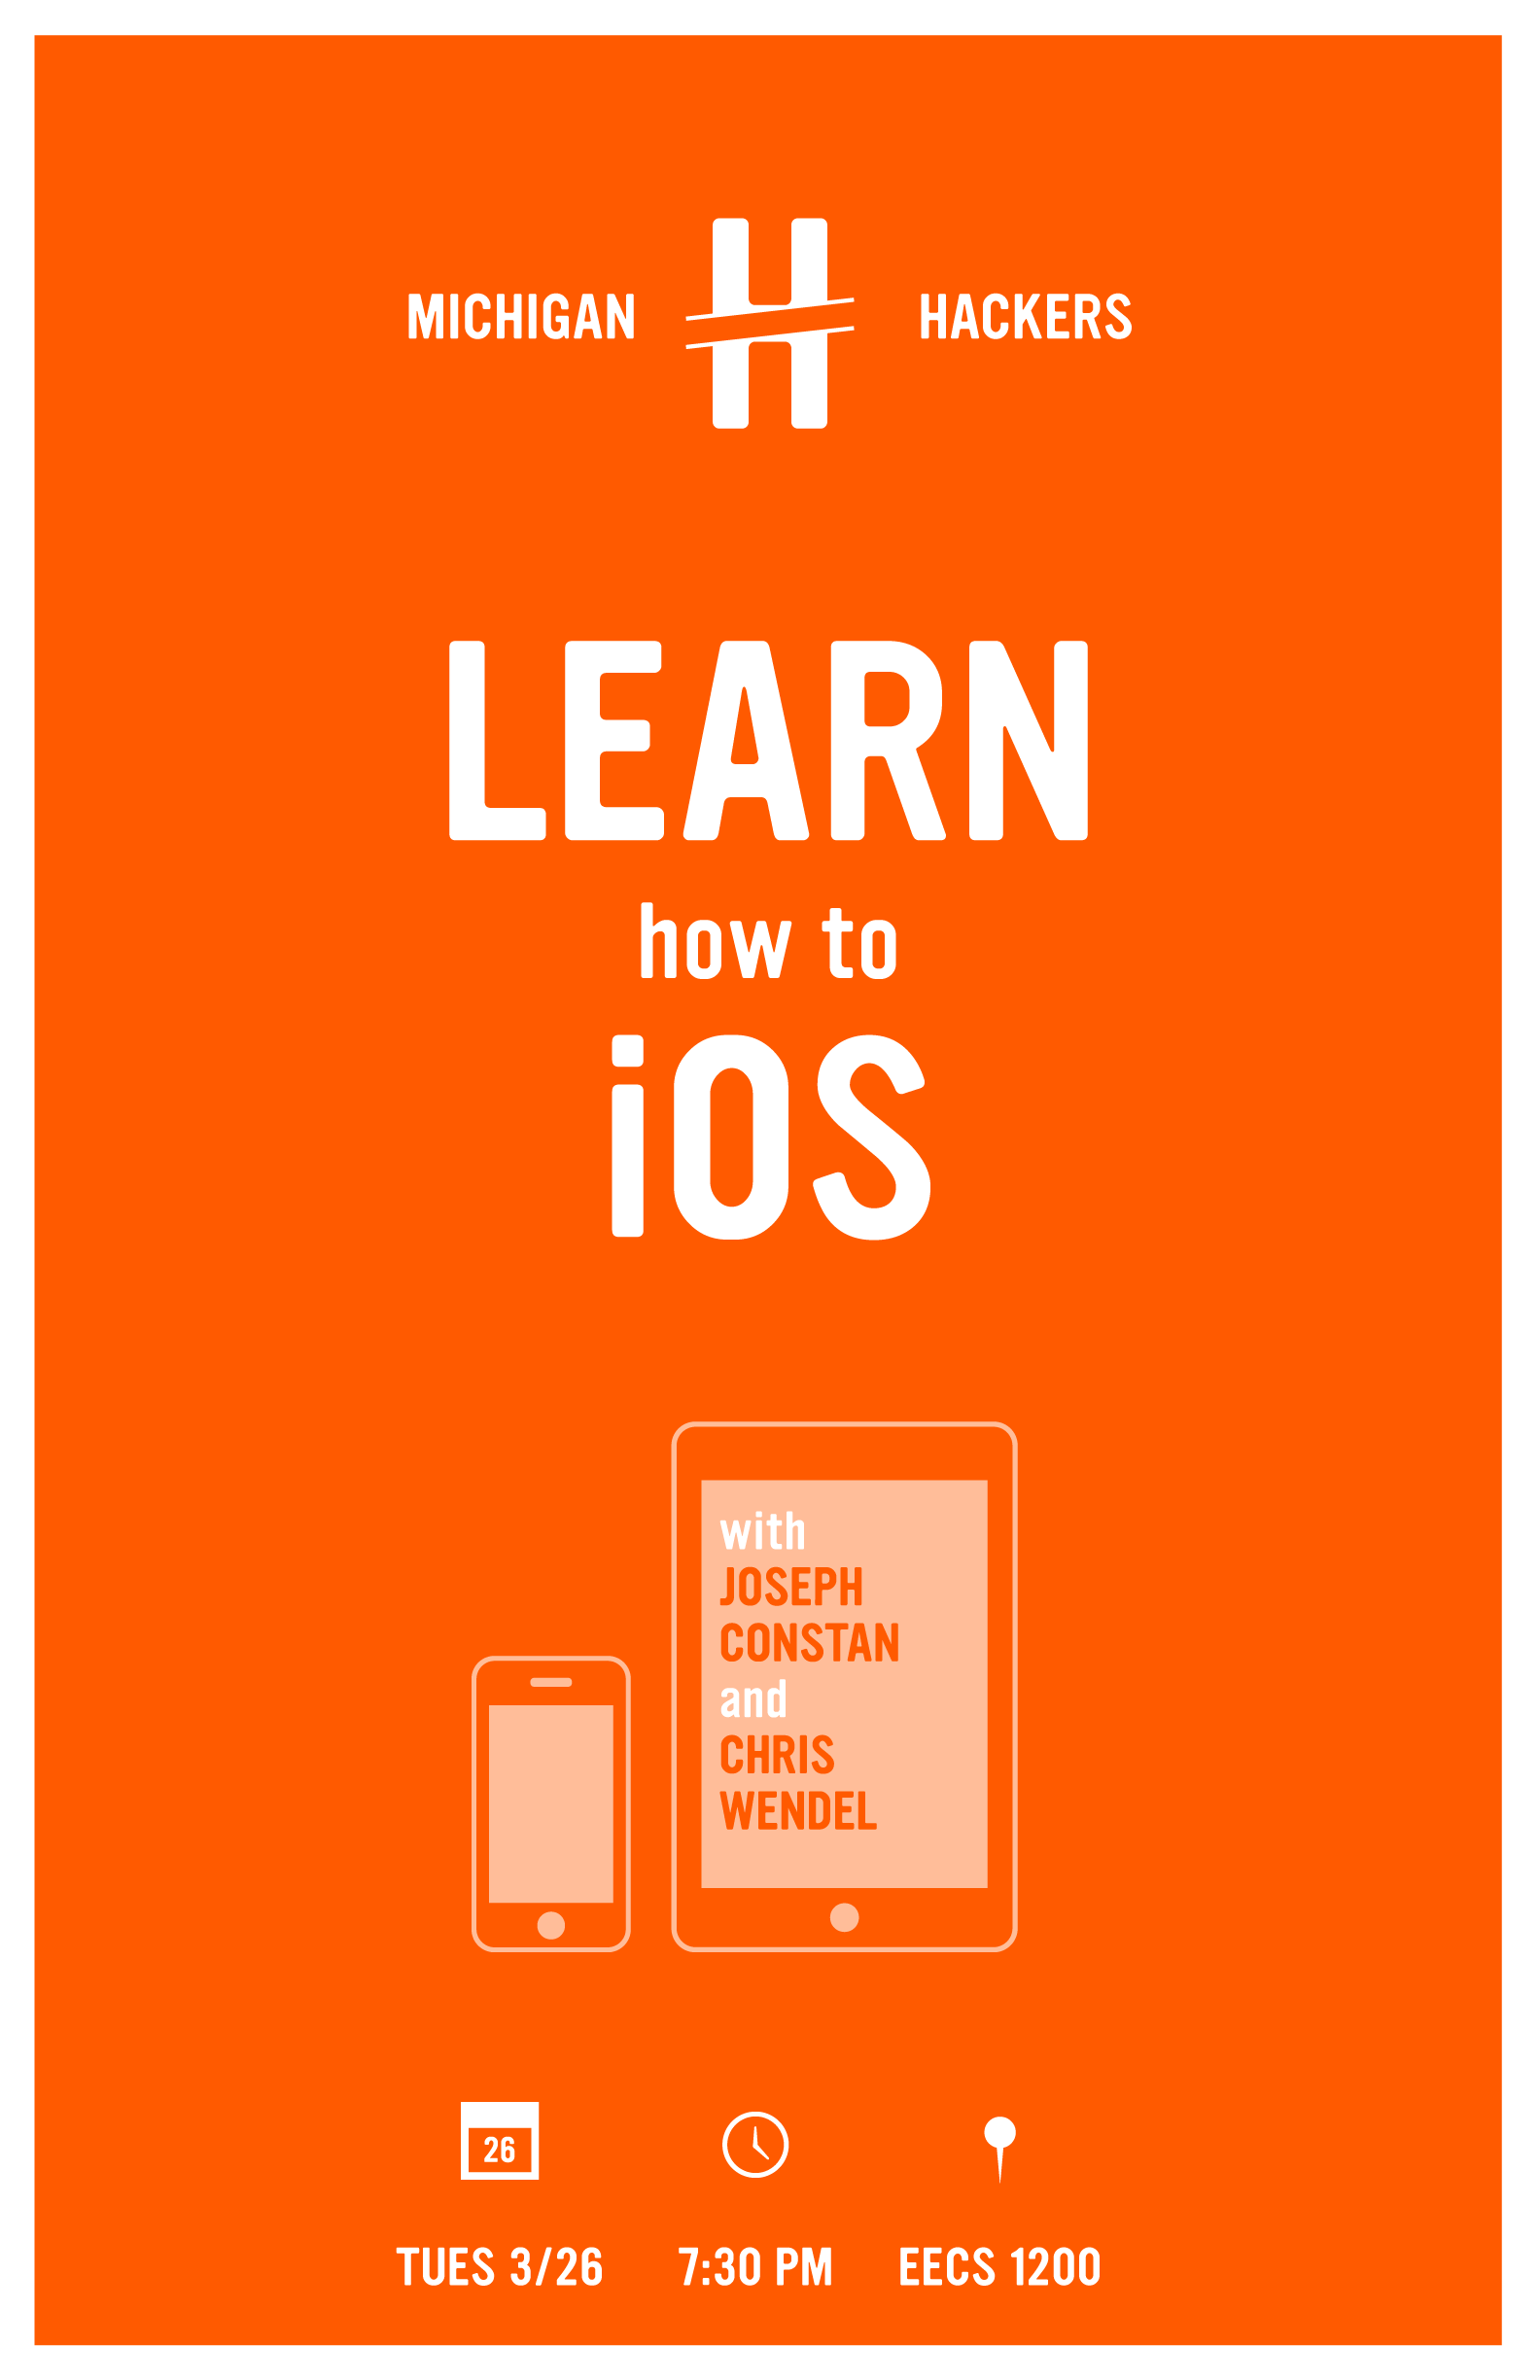 MICHIGAN H HACKERS
LEARN
how to
iOS
with
JOSEPH
CONSTAN
and
CHRIS
WENDEL
26
TUES 3/26 7:30 PM EECS 1200